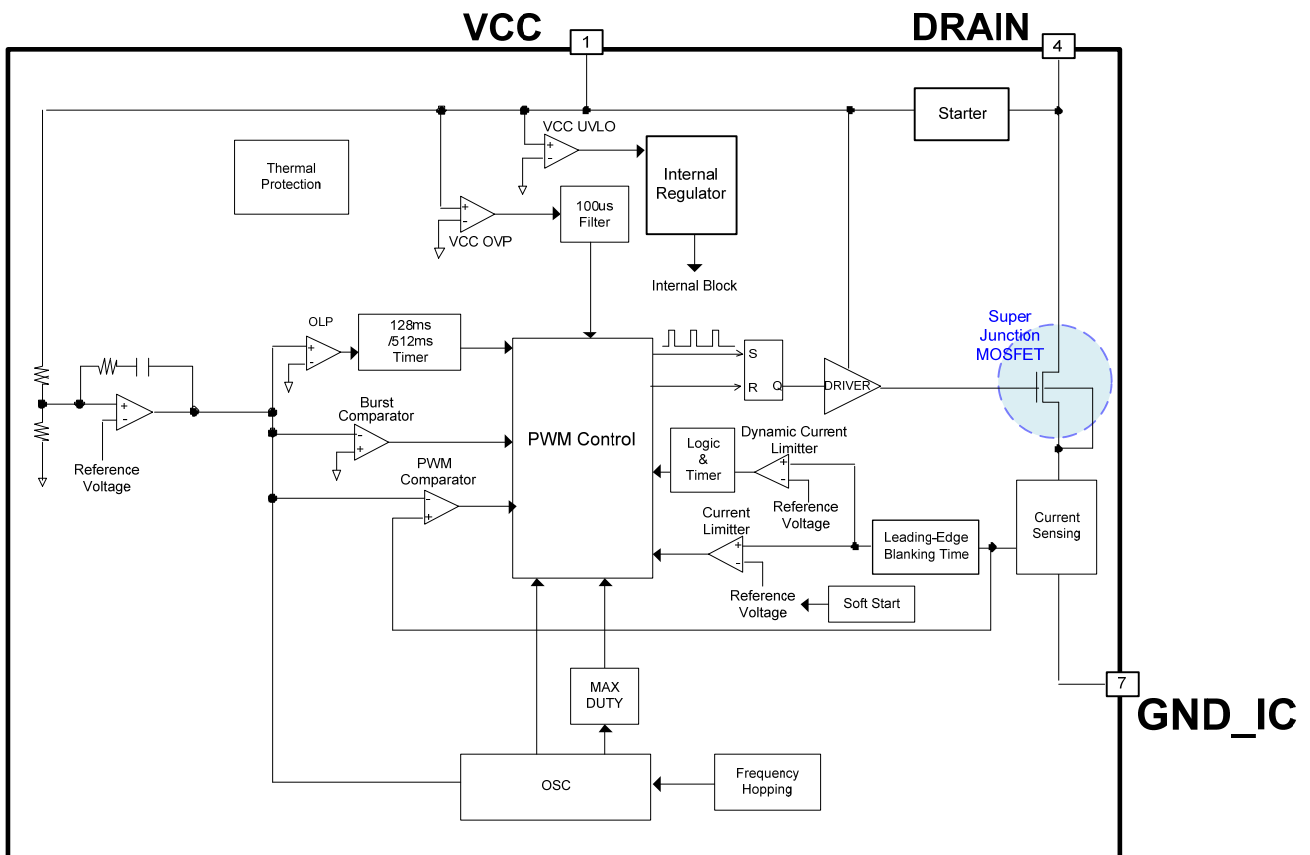 VCC
DRAIN
1
4
VCC UVLO
Starter
+
-
Thermal
Protection
Internal
Regulator
+
-
VCC OVP
100us
Filter
Internal Block
OLP
+
-
128ms
/512ms
Timer
Super
Junction
MOSFET
S
R
Q
DRIVER
+
-
Reference
Voltage
Burst
Comparator
-
+
PWM Control
PWM
Comparator
-
+
Logic
&
Timer
Dynamic Current
Limitter
+
-
Reference
Voltage
Current
Limitter
+
-
Reference
Voltage
Leading-Edge
Blanking Time
Current
Sensing
Soft Start
MAX
DUTY
7
GND_IC
OSC
Frequency
Hopping